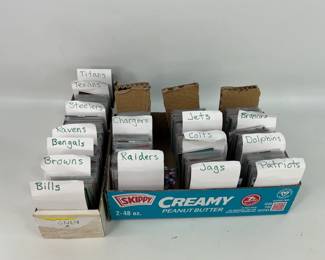 Titans
Texans
Steelers
Ravens
Bengals
Browns
Bills
Chargers
Raiders
Jets
Colts
Jags
Broncos
Dolphins
Patriots
SKIPPY
CREAMY
PEANUT BUTTER
2-48 oz.